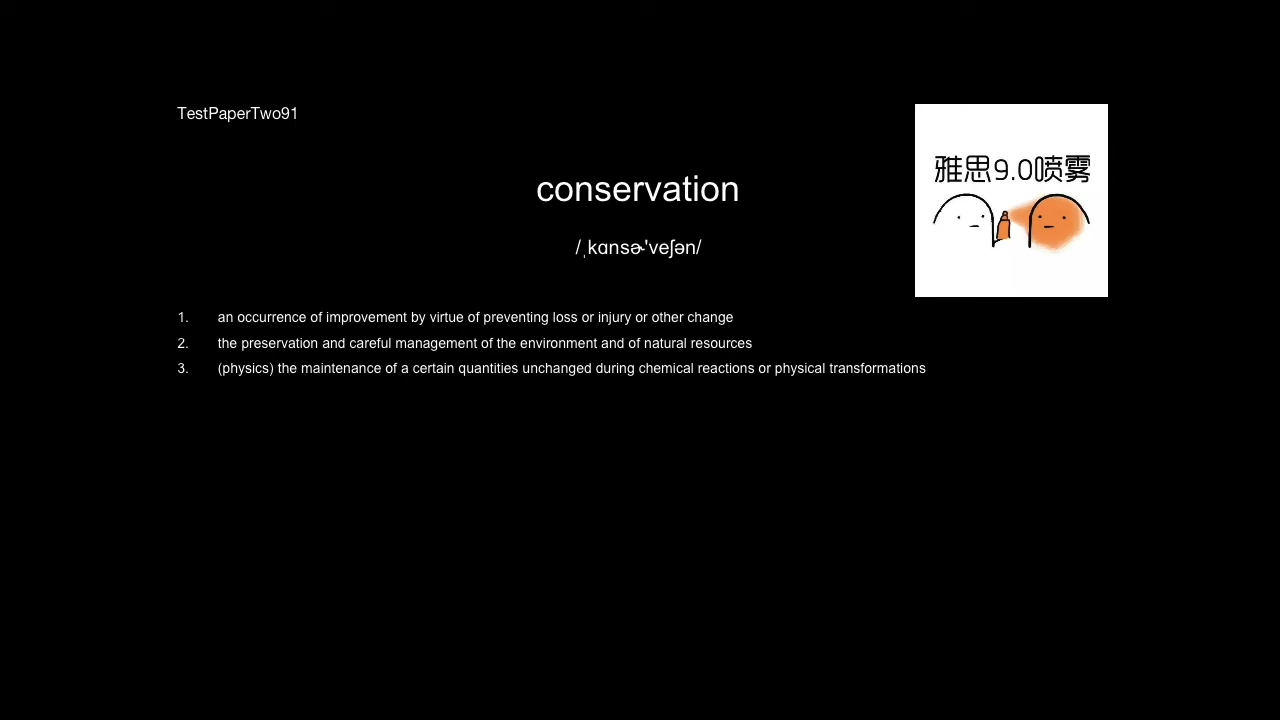 TestPaperTwo91
雅思9.0喷雾
conservation
/ˌkɑnsɚˈveʃən/
1. an occurrence of improvement by virtue of preventing loss or injury or other change
2. the preservation and careful management of the environment and of natural resources
3. (physics) the maintenance of a certain quantities unchanged during chemical reactions or physical transformations